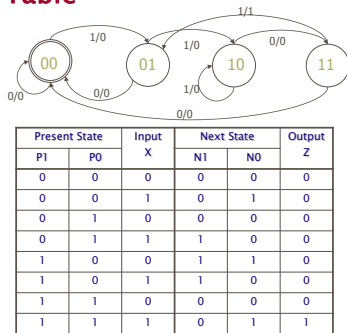 Table
1/1
1/0
1/0
0/0
00
01
10
11
0/0
0/0
1/0
0/0
Present State Input Next State Output
P1 P0 X N1 N0 Z
0 0 0 0 0 0
0 0 1 0 1 0
0 1 0 0 0 0
0 1 1 1 0 0
1 0 0 1 1 0
1 0 1 1 0 0
1 1 0 0 0 0
1 1 1 0 1 1